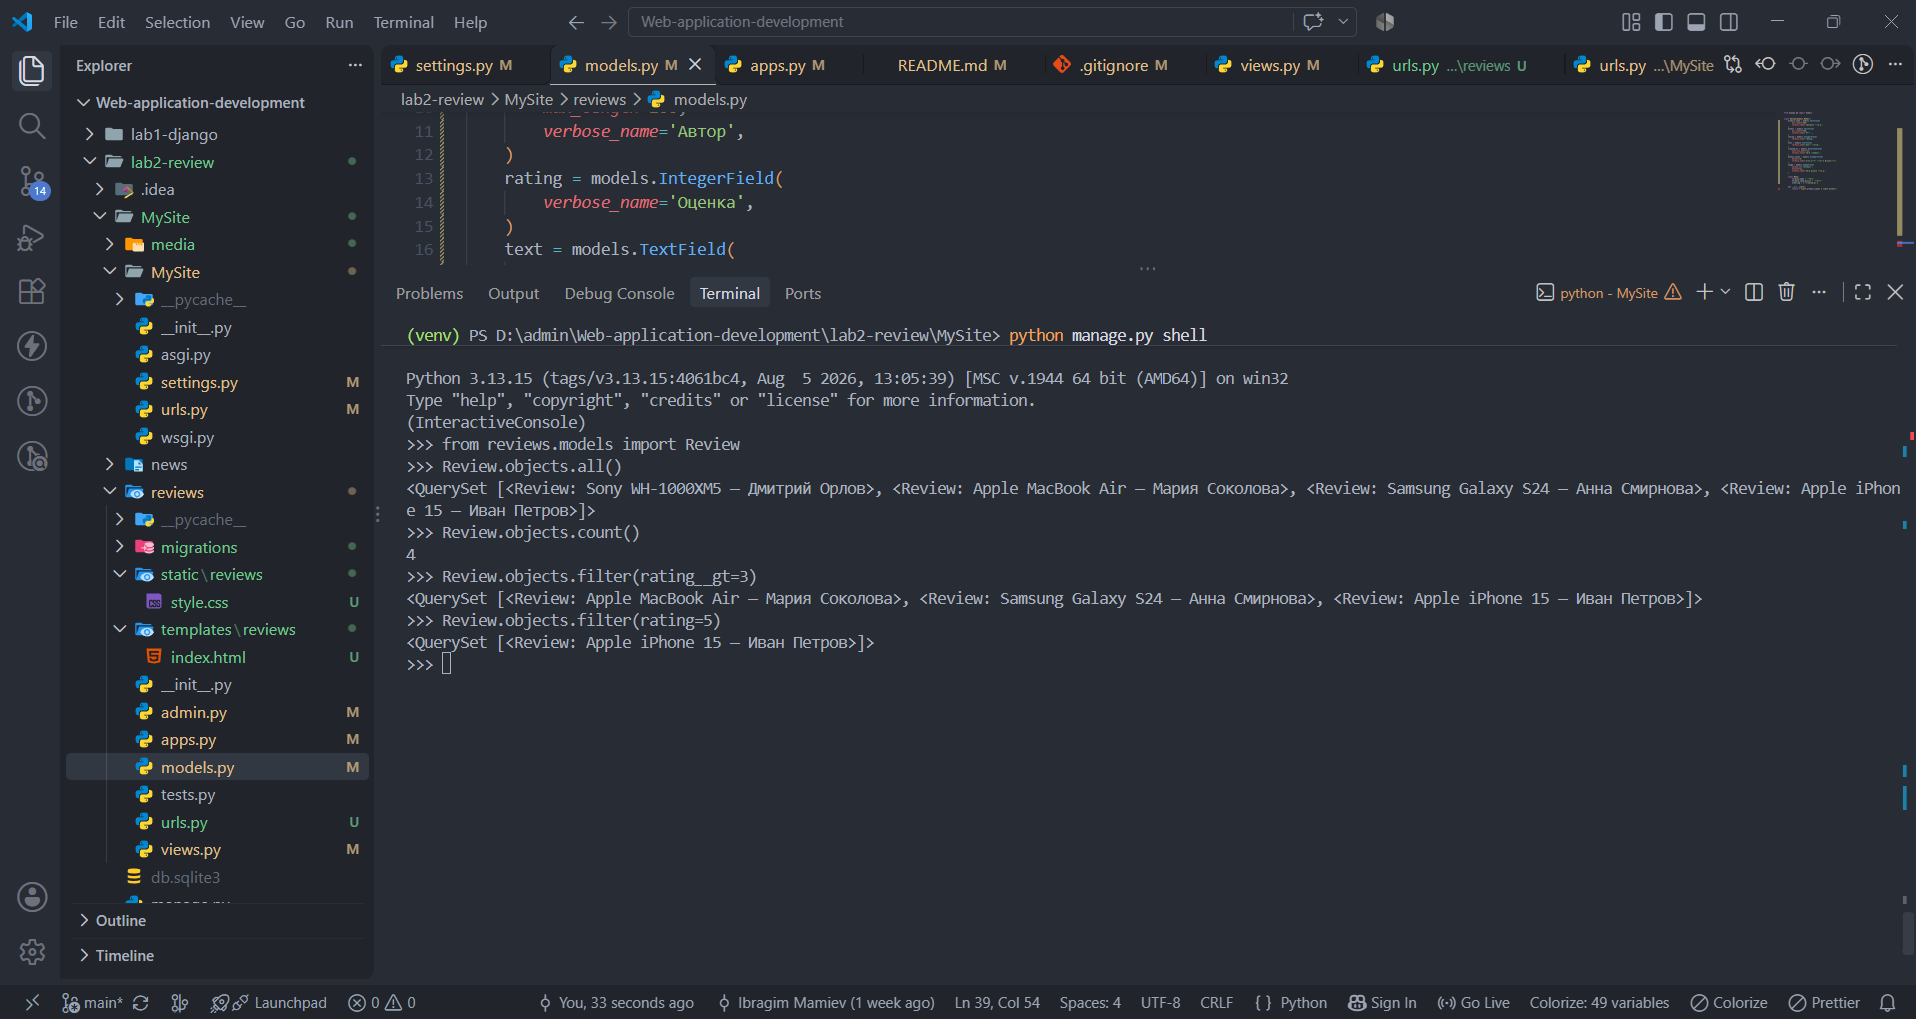 File Edit Selection View Go Run Terminal Help
Web-application-development
Explorer
Web-application-development
lab1-django
lab2-review
.idea
MySite
media
MySite
__pycache__
__init__.py
asgi.py
settings.py M
urls.py M
wsgi.py
news
reviews
__pycache__
migrations
static\reviews
style.css U
templates\reviews
index.html U
__init__.py
admin.py M
apps.py M
models.py M
tests.py
urls.py U
views.py M
db.sqlite3
Outline
Timeline
14
settings.py M models.py M apps.py M README.md M .gitignore M views.py M urls.py ...\reviews U urls.py ...\MySite
lab2-review > MySite > reviews > models.py
11 verbose_name='Автор',
12 )
13 rating = models.IntegerField(
14 verbose_name='Оценка',
15 )
16 text = models.TextField(
Problems Output Debug Console Terminal Ports
python - MySite
(venv) PS D:\admin\Web-application-development\lab2-review\MySite> python manage.py shell
Python 3.13.15 (tags/v3.13.15:4061bc4, Aug  5 2026, 13:05:39) [MSC v.1944 64 bit (AMD64)] on win32
Type "help", "copyright", "credits" or "license" for more information.
(InteractiveConsole)
>>> from reviews.models import Review
>>> Review.objects.all()
<QuerySet [<Review: Sony WH-1000XM5 — Дмитрий Орлов>, <Review: Apple MacBook Air — Мария Соколова>, <Review: Samsung Galaxy S24 — Анна Смирнова>, <Review: Apple iPhon
e 15 — Иван Петров>]>
>>> Review.objects.count()
4
>>> Review.objects.filter(rating__gt=3)
<QuerySet [<Review: Apple MacBook Air — Мария Соколова>, <Review: Samsung Galaxy S24 — Анна Смирнова>, <Review: Apple iPhone 15 — Иван Петров>]>
>>> Review.objects.filter(rating=5)
<QuerySet [<Review: Apple iPhone 15 — Иван Петров>]>
>>>
main* Launchpad 0 0 You, 33 seconds ago Ibragim Mamiev (1 week ago) Ln 39, Col 54 Spaces: 4 UTF-8 CRLF { } Python Sign In Go Live Colorize: 49 variables Colorize Prettier